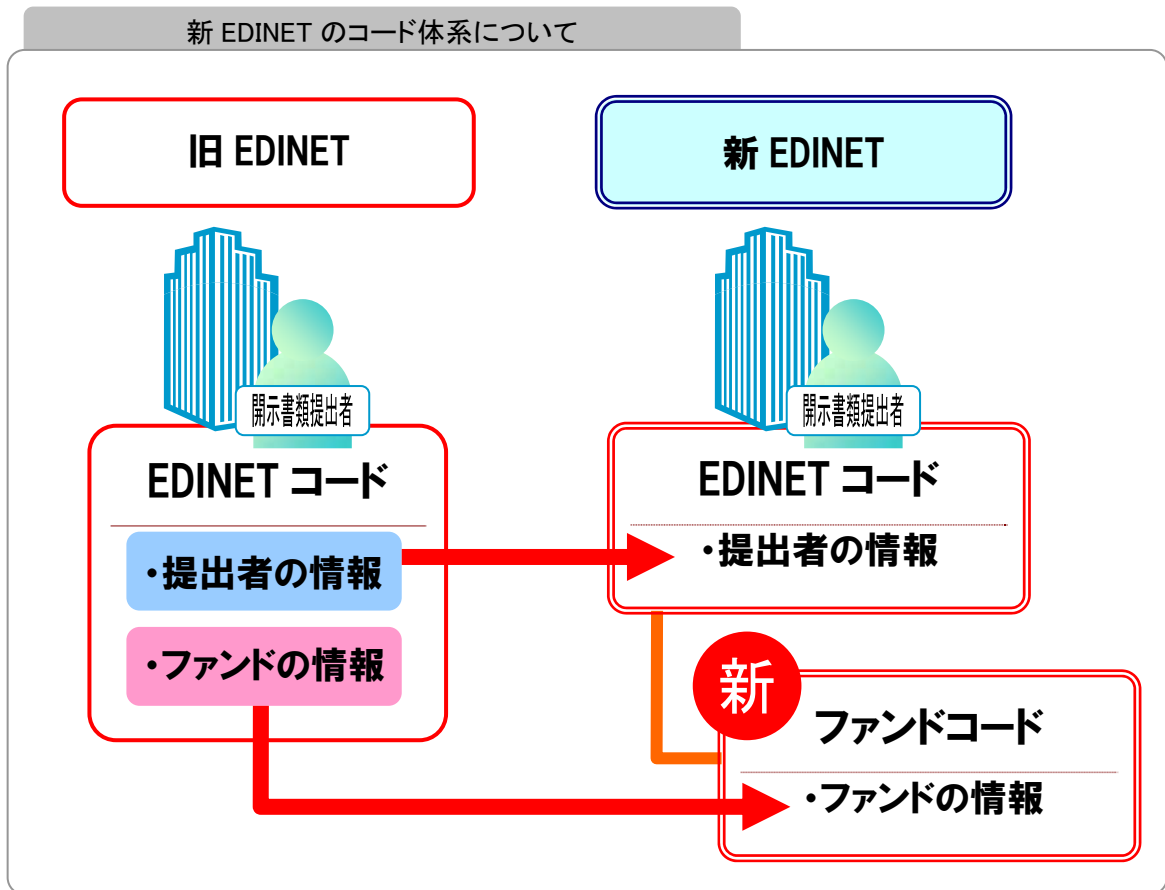 新 EDINET のコード体系について
旧 EDINET
新 EDINET
開示書類提出者
EDINET コード
・提出者の情報
・ファンドの情報
開示書類提出者
EDINET コード
・提出者の情報
新
ファンドコード
・ファンドの情報